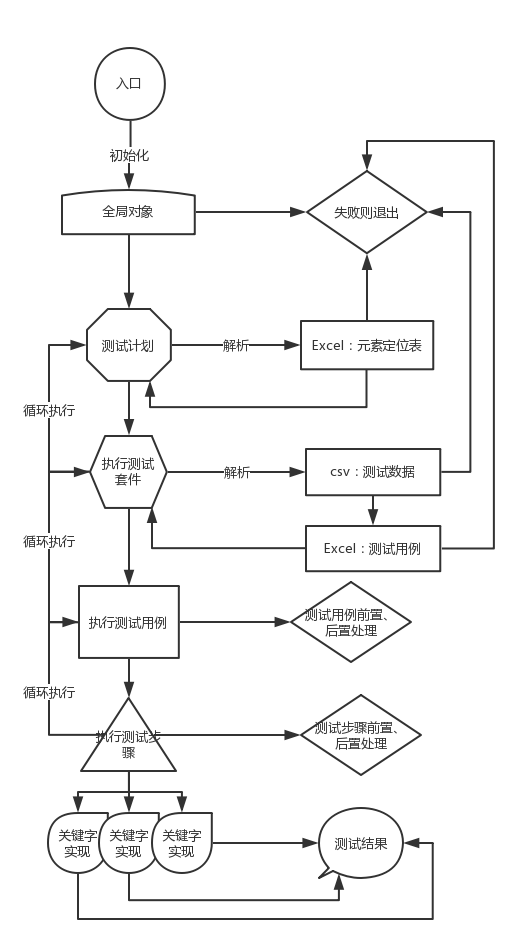 入口
初始化
全局对象
失败则退出
测试计划
解析
Excel：元素定位表
循环执行
执行测试
套件
解析
csv：测试数据
循环执行
Excel：测试用例
执行测试用例
测试用例前置、
后置处理
循环执行
执行测试步
骤
测试步骤前置、
后置处理
关键字
实现
关键字
实现
关键字
实现
测试结果